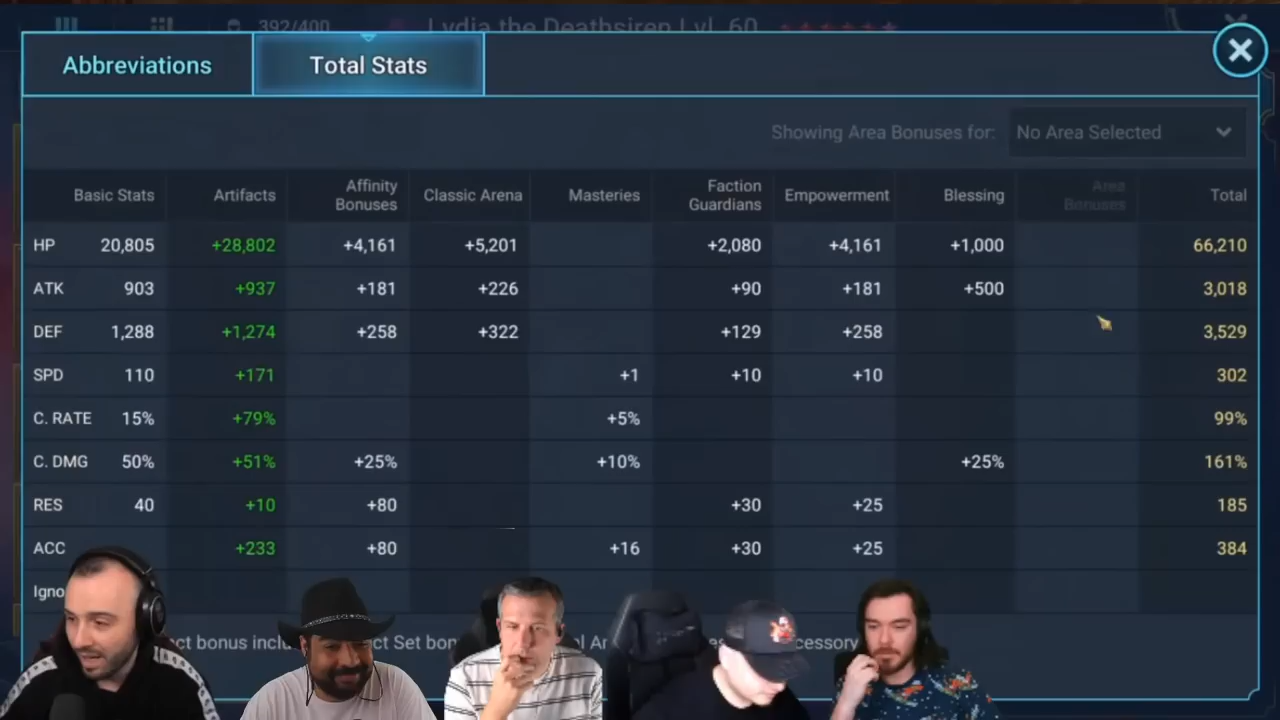 392/400 Lydia the Deathsiren Lvl. 60
Abbreviations Total Stats
Showing Area Bonuses for: No Area Selected
Basic Stats Artifacts Affinity Bonuses Classic Arena Masteries Faction Guardians Empowerment Blessing Area Bonuses Total
HP 20,805 +28,802 +4,161 +5,201 +2,080 +4,161 +1,000 66,210
ATK 903 +937 +181 +226 +90 +181 +500 3,018
DEF 1,288 +1,274 +258 +322 +129 +258 3,529
SPD 110 +171 +1 +10 +10 302
C. RATE 15% +79% +5% 99%
C. DMG 50% +51% +25% +10% +25% 161%
RES 40 +10 +80 +30 +25 185
ACC +233 +80 +16 +30 +25 384
bonus Set